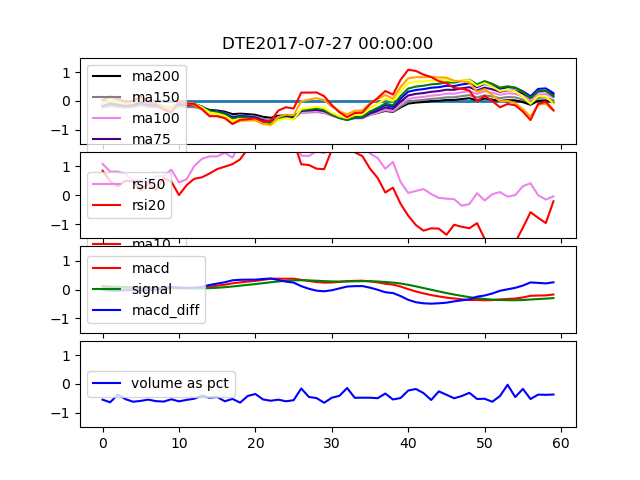 DTE2017-07-27 00:00:00
1
0
−1
ma200
ma150
ma100
ma75
1
0
−1
rsi50
rsi20
ma10
1
0
−1
macd
signal
macd_diff
1
0
−1
volume as pct
0 10 20 30 40 50 60